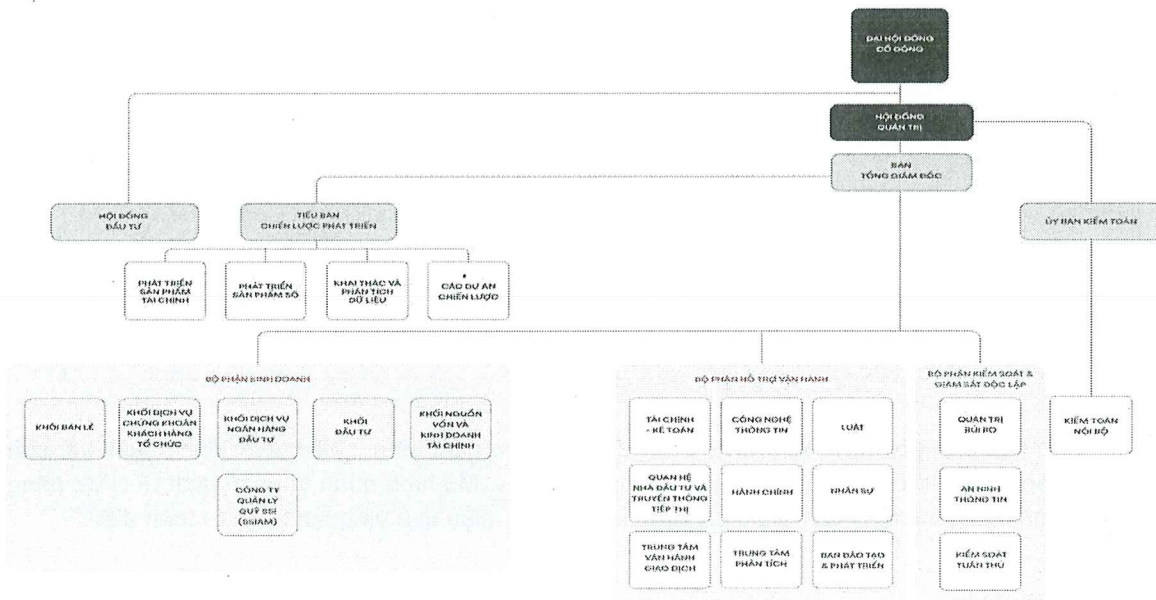 ĐẠI HỘI ĐỒNG
CỔ ĐÔNG
HỘI ĐỒNG
QUẢN TRỊ
BAN
TỔNG GIÁM ĐỐC
HỘI ĐỒNG
ĐẦU TƯ
TIỂU BAN
CHIẾN LƯỢC PHÁT TRIỂN
ỦY BAN KIỂM TOÁN
PHÁT TRIỂN
SẢN PHẨM
TÀI CHÍNH
PHÁT TRIỂN
SẢN PHẨM SỐ
KHAI THÁC VÀ
PHÂN TÍCH
DỮ LIỆU
CÁC DỰ ÁN
CHIẾN LƯỢC
BỘ PHẬN KINH DOANH
KHỐI BÁN LẺ
KHỐI DỊCH VỤ
CHỨNG KHOÁN
KHÁCH HÀNG
TỔ CHỨC
KHỐI DỊCH VỤ
NGÂN HÀNG
ĐẦU TƯ
KHỐI
ĐẦU TƯ
KHỐI NGUỒN
VỐN VÀ
KINH DOANH
TÀI CHÍNH
CÔNG TY
QUẢN LÝ
QUỸ SSI
(SSIAM)
BỘ PHẬN HỖ TRỢ VẬN HÀNH
TÀI CHÍNH
- KẾ TOÁN
CÔNG NGHỆ
THÔNG TIN
LUẬT
QUAN HỆ
NHÀ ĐẦU TƯ VÀ
TRUYỀN THÔNG
TIẾP THỊ
HÀNH CHÍNH
NHÂN SỰ
TRUNG TÂM
VẬN HÀNH
GIAO DỊCH
TRUNG TÂM
PHÂN TÍCH
BAN ĐÀO TẠO
& PHÁT TRIỂN
BỘ PHẬN KIỂM SOÁT &
GIÁM SÁT ĐỘC LẬP
QUẢN TRỊ
RỦI RO
AN NINH
THÔNG TIN
KIỂM SOÁT
TUÂN THỦ
KIỂM TOÁN
NỘI BỘ